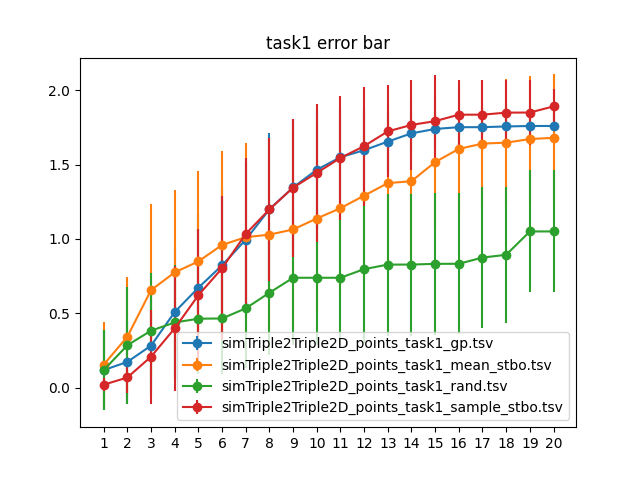 task1 error bar
2.0
1.5
1.0
0.5
0.0
simTriple2Triple2D_points_task1_gp.tsv
simTriple2Triple2D_points_task1_mean_stbo.tsv
simTriple2Triple2D_points_task1_rand.tsv
simTriple2Triple2D_points_task1_sample_stbo.tsv
1 2 3 4 5 6 7 8 9 10 11 12 13 14 15 16 17 18 19 20